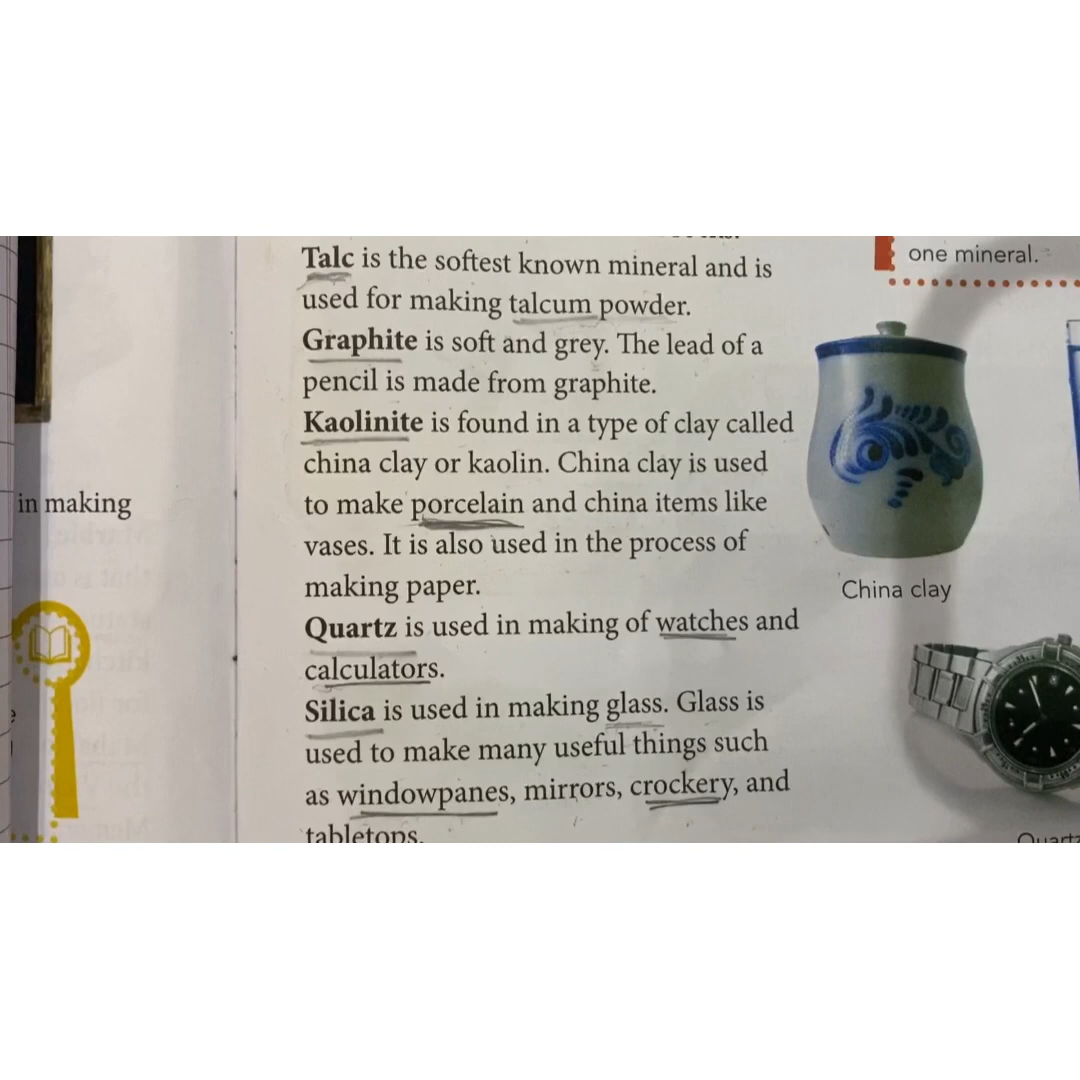 Talc is the softest known mineral and is
used for making talcum powder.
Graphite is soft and grey. The lead of a
pencil is made from graphite.
Kaolinite is found in a type of clay called
china clay or kaolin. China clay is used
to make porcelain and china items like
vases. It is also used in the process of
making paper.
Quartz is used in making of watches and
calculators.
Silica is used in making glass. Glass is
used to make many useful things such
as windowpanes, mirrors, crockery, and
tabletops.
one mineral.
China clay
in making